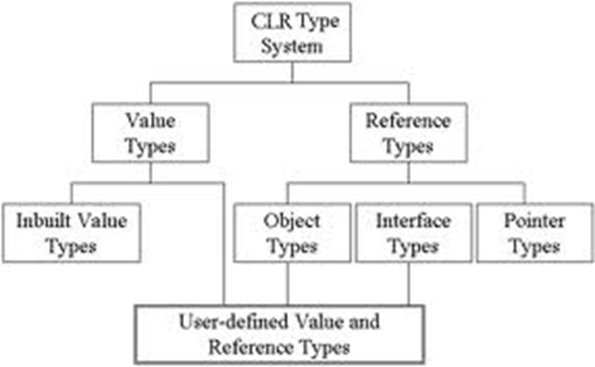 CLR Type
System
Value
Types
Reference
Types
Inbuilt Value
Types
Object
Types
Interface
Types
Pointer
Types
User-defined Value and
Reference Types